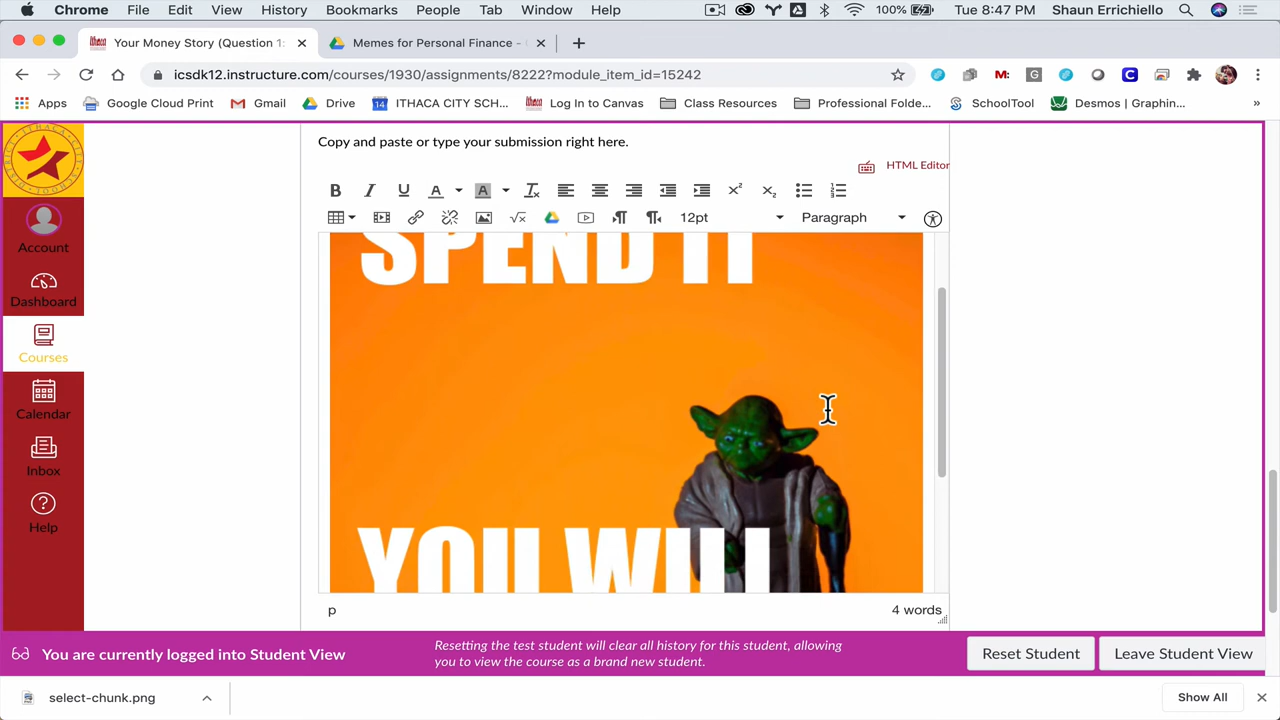 Chrome File Edit View History Bookmarks People Tab Window Help 100% Tue 8:47 PM Shaun Errichiello
Your Money Story (Question 1: Memes for Personal Finance -
icsdk12.instructure.com/courses/1930/assignments/8222?module_item_id=15242
Apps Google Cloud Print Gmail Drive 14 ITHACA CITY SCH... Log In to Canvas Class Resources Professional Folde... SchoolTool Desmos | Graphin... »
Copy and paste or type your submission right here.
HTML Editor
12pt Paragraph
SPEND IT
YOU WILL
p 4 words
Account
Dashboard
Courses
Calendar
Inbox
Help
You are currently logged into Student View
Resetting the test student will clear all history for this student, allowing
you to view the course as a brand new student.
Reset Student
Leave Student View
select-chunk.png
Show All